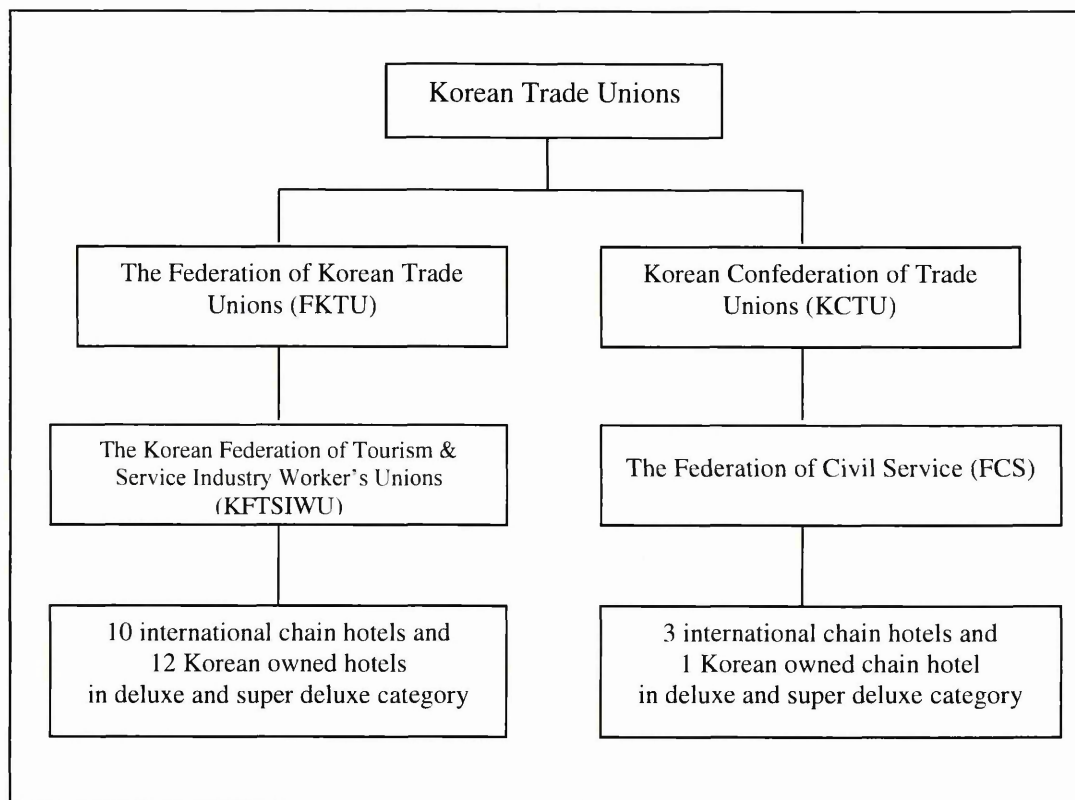 Korean Trade Unions
The Federation of Korean Trade
Unions (FKTU)
Korean Confederation of Trade
Unions (KCTU)
The Korean Federation of Tourism &
Service Industry Worker's Unions
(KFTSIWU)
The Federation of Civil Service (FCS)
10 international chain hotels and
12 Korean owned hotels
in deluxe and super deluxe category
3 international chain hotels and
1 Korean owned chain hotel
in deluxe and super deluxe category